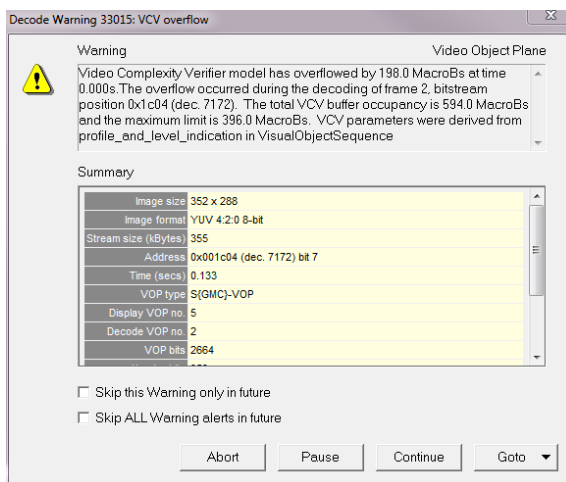 Decode Warning 33015: VCV overflow
Warning Video Object Plane
Video Complexity Verifier model has overflowed by 198.0 MacroBs at time
0.000s.The overflow occurred during the decoding of frame 2, bitstream
position 0x1c04 (dec. 7172). The total VCV buffer occupancy is 594.0 MacroBs
and the maximum limit is 396.0 MacroBs. VCV parameters were derived from
profile_and_level_indication in VisualObjectSequence
Summary
Image size 352 x 288
Image format YUV 4:2:0 8-bit
Stream size (kBytes) 355
Address 0x001c04 (dec. 7172) bit 7
Time (secs) 0.133
VOP type S(GMC)-VOP
Display VOP no. 5
Decode VOP no. 2
VOP bits 2664
Skip this Warning only in future
Skip ALL Warning alerts in future
Abort Pause Continue Goto